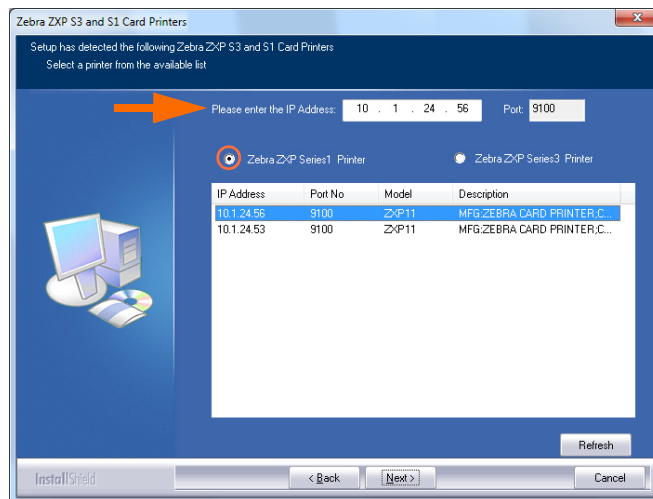 Zebra ZXP S3 and S1 Card Printers
Setup has detected the following Zebra ZXP S3 and S1 Card Printers
Select a printer from the available list
Please enter the IP Address: 10 . 1 . 24 . 56 Port: 9100
Zebra ZXP Series1 Printer Zebra ZXP Series3 Printer
IP Address Port No Model Description
10.1.24.56 9100 ZXP11 MFG:ZEBRA CARD PRINTER;C...
10.1.24.53 9100 ZXP11 MFG:ZEBRA CARD PRINTER;C...
Refresh
InstallShield < Back Next > Cancel